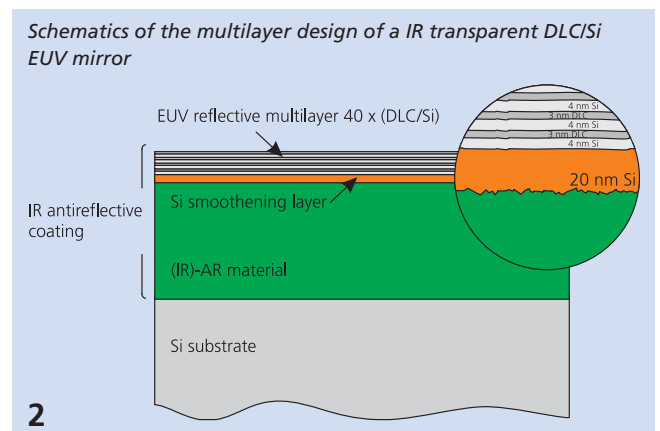 Schematics of the multilayer design of a IR transparent DLC/Si
EUV mirror
EUV reflective multilayer 40 x (DLC/Si)
4 nm Si
3 nm DLC
4 nm Si
3 nm DLC
4 nm Si
20 nm Si
Si smoothening layer
IR antireflective
coating
(IR)-AR material
Si substrate
2